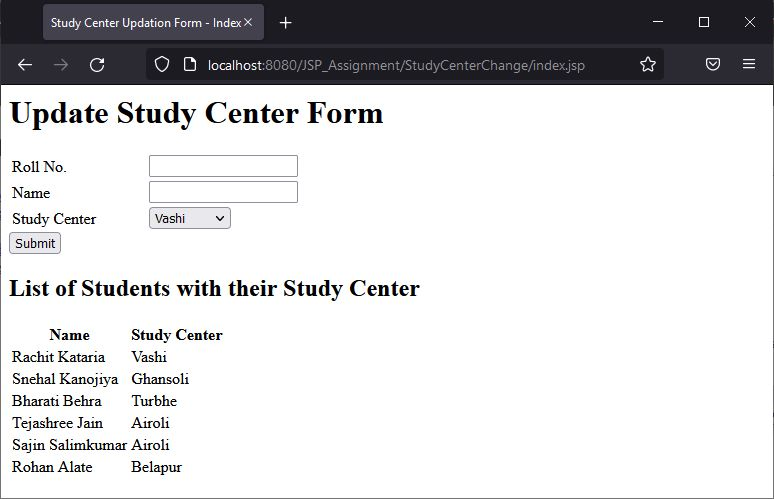 Study Center Updation Form - Index
localhost:8080/JSP_Assignment/StudyCenterChange/index.jsp
Update Study Center Form
Roll No.
Name
Study Center Vashi
Submit
List of Students with their Study Center
Name Study Center
Rachit Kataria Vashi
Snehal Kanojiya Ghansoli
Bharati Behra Turbhe
Tejashree Jain Airoli
Sajin Salimkumar Airoli
Rohan Alate Belapur